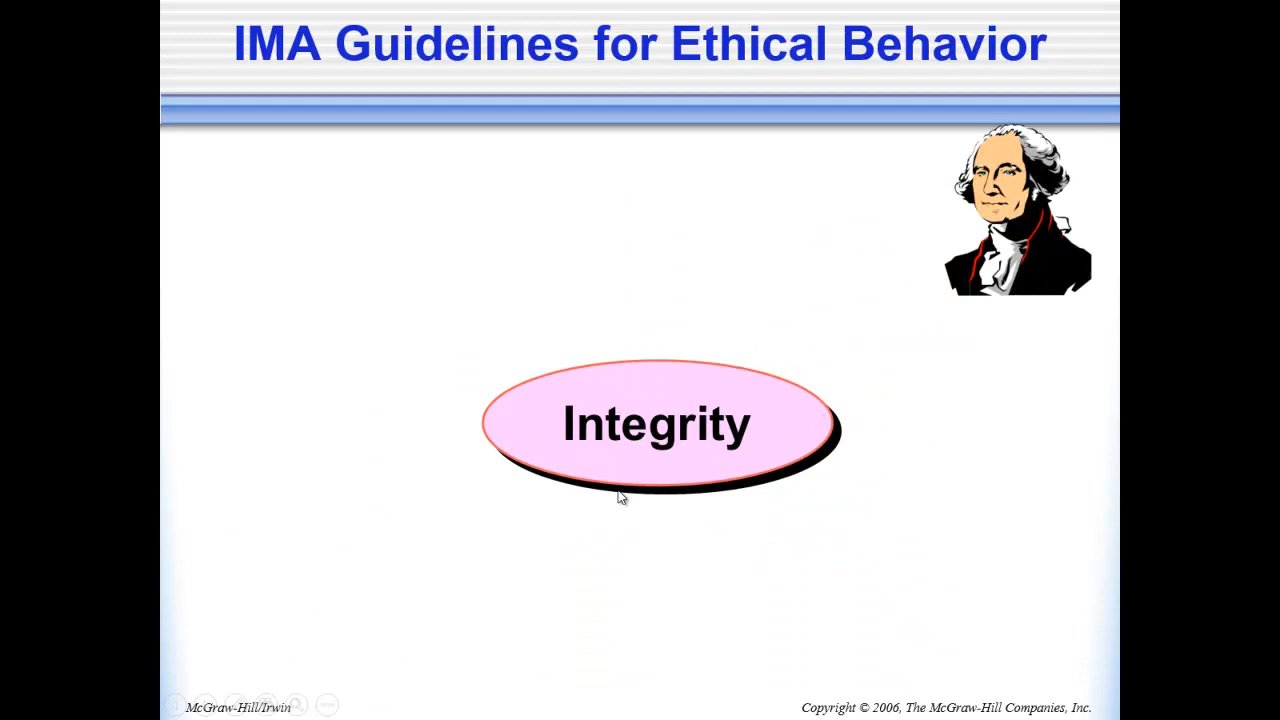 IMA Guidelines for Ethical Behavior
Integrity
McGraw-Hill/Irwin
Copyright © 2006, The McGraw-Hill Companies, Inc.